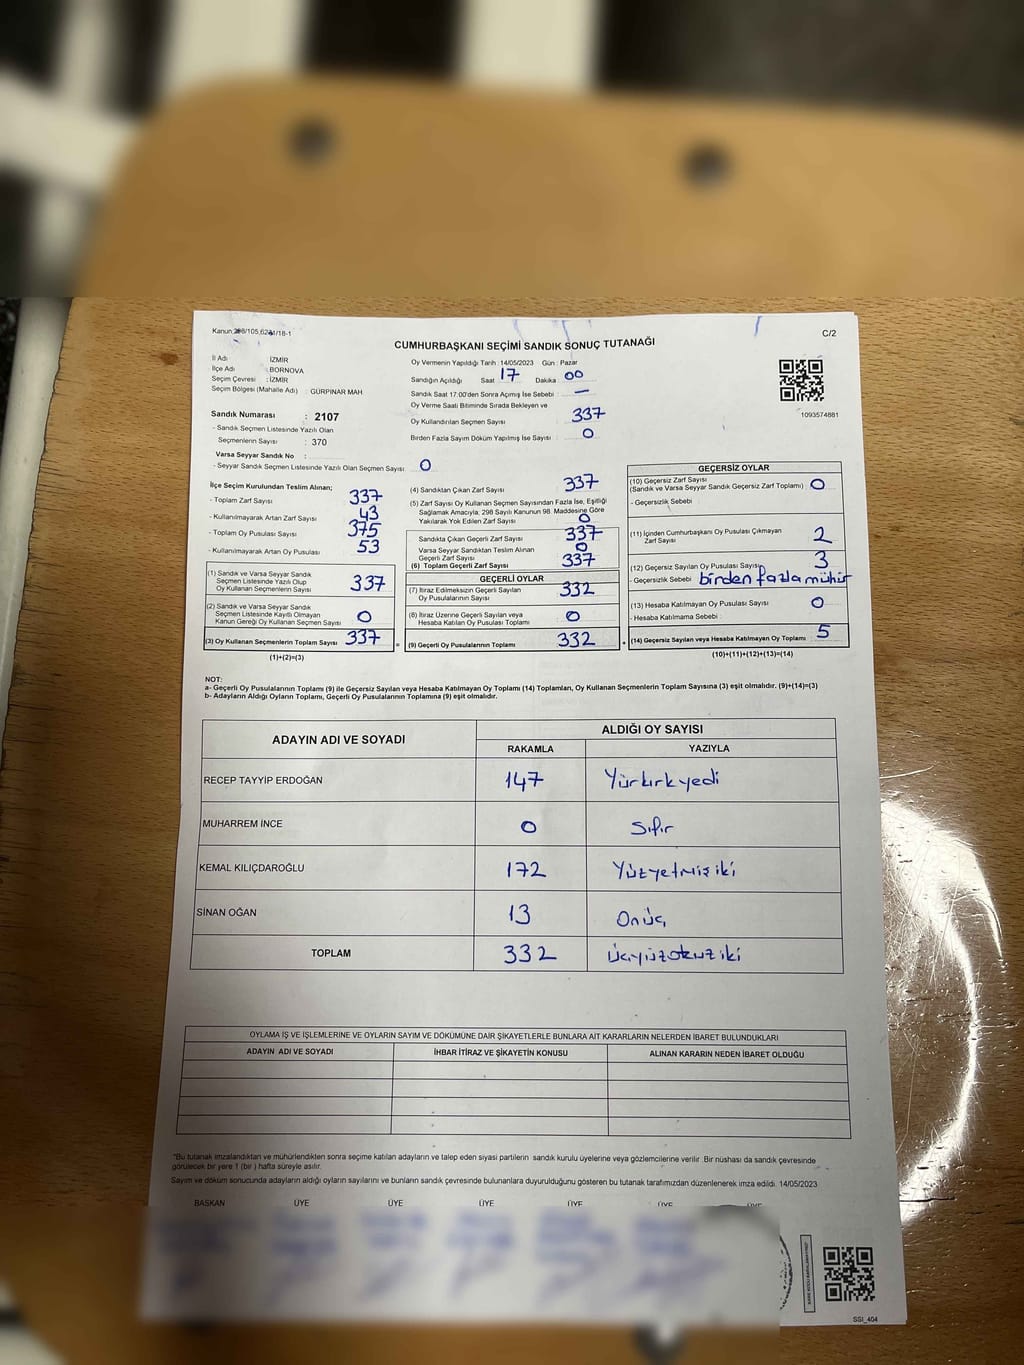 C/2
CUMHURBAŞKANI SEÇİMİ SANDIK SONUÇ TUTANAĞI
İl Adı : İZMİR
İlçe Adı : BORNOVA
Seçim Çevresi : İZMİR
Seçim Bölgesi (Mahalle Adı) : GÜRPINAR MAH.
Sandık Numarası : 2107
- Sandık Seçmen Listesinde Yazılı Olan
Seçmenlerin Sayısı : 370
Varsa Seyyar Sandık No :
- Seyyar Sandık Seçmen Listesinde Yazılı Olan Seçmen Sayısı 0
Oy Vermenin Yapıldığı Tarih : 14/05/2023 Gün : Pazar
Sandığın Açıldığı Saat 17 Dakika 00
Sandık Saat 17.00'den Sonra Açılmış İse Sebebi : —
Oy Verme Saati Bitiminde Sırada Bekleyen ve
Oy Kullandırılan Seçmen Sayısı : 337
Birden Fazla Sayım Döküm Yapılmış İse Sayısı : 0
1093574881
İlçe Seçim Kurulundan Teslim Alınan;
- Toplam Zarf Sayısı 337
- Kullanılmayarak Artan Zarf Sayısı 43
- Toplam Oy Pusulası Sayısı 375
- Kullanılmayarak Artan Oy Pusulası 53
(1) Sandık ve Varsa Seyyar Sandık
Seçmen Listesinde Yazılı Olup
Oy Kullanan Seçmenlerin Sayısı 337
(2) Sandık ve Varsa Seyyar Sandık
Seçmen Listesinde Kayıtlı Olmayan
Kanun Gereği Oy Kullanan Seçmen Sayısı 0
(3) Oy Kullanan Seçmenlerin Toplam Sayısı 337
(1)+(2)=(3)
(4) Sandıktan Çıkan Zarf Sayısı 337
(5) Zarf Sayısı Oy Kullanan Seçmen Sayısından Fazla İse, Eşitliği
Sağlamak Amacıyla, 298 Sayılı Kanunun 98. Maddesine Göre
Yakılarak Yok Edilen Zarf Sayısı 0
Sandıkta Çıkan Geçerli Zarf Sayısı 337
Varsa Seyyar Sandıktan Teslim Alınan
Geçerli Zarf Sayısı 0
(6) Toplam Geçerli Zarf Sayısı 337
GEÇERLİ OYLAR
(7) İtiraz Edilmeksizin Geçerli Sayılan
Oy Pusulalarının Sayısı 332
(8) İtiraz Üzerine Geçerli Sayılan veya
Hesaba Katılan Oy Pusulası Toplamı 0
= (9) Geçerli Oy Pusulalarının Toplamı 332 +
GEÇERSİZ OYLAR
(10) Geçersiz Zarf Sayısı
(Sandık ve Varsa Seyyar Sandık Geçersiz Zarf Toplamı) 0
- Geçersizlik Sebebi :
(11) İçinden Cumhurbaşkanı Oy Pusulası Çıkmayan
Zarf Sayısı 2
(12) Geçersiz Sayılan Oy Pusulası Sayısı 3
- Geçersizlik Sebebi : birden fazla mühür
(13) Hesaba Katılmayan Oy Pusulası Sayısı 0
- Hesaba Katılmama Sebebi :
(14) Geçersiz Sayılan veya Hesaba Katılmayan Oy Toplamı 5
(10)+(11)+(12)+(13)=(14)
NOT:
a- Geçerli Oy Pusulalarının Toplamı (9) ile Geçersiz Sayılan veya Hesaba Katılmayan Oy Toplamı (14) Toplamları, Oy Kullanan Seçmenlerin Toplam Sayısına (3) eşit olmalıdır. (9)+(14)=(3)
b- Adayların Aldığı Oyların Toplamı, Geçerli Oy Pusulalarının Toplamına (9) eşit olmalıdır.
ADAYIN ADI VE SOYADI ALDIĞI OY SAYISI
RAKAMLA YAZIYLA
RECEP TAYYİP ERDOĞAN 147 Yürkırkyedi
MUHARREM İNCE 0 Sıfır
KEMAL KILIÇDAROĞLU 172 Yüzyetmişiki
SİNAN OĞAN 13 Onüç
TOPLAM 332 Üçyüzotuziki
OYLAMA İŞ VE İŞLEMLERİNE VE OYLARIN SAYIM VE DÖKÜMÜNE DAİR ŞİKAYETLERLE BUNLARA AİT KARARLARIN NELERDEN İBARET BULUNDUKLARI
ADAYIN ADI VE SOYADI İHBAR İTİRAZ VE ŞİKAYETİN KONUSU ALINAN KARARIN NEDEN İBARET OLDUĞU
"Bu tutanak imzalandıktan ve mühürlendikten sonra seçime katılan adayların ve talep eden siyasi partilerin sandık kurulu üyelerine veya gözlemcilerine verilir. Bir nüshası da sandık çevresinde
görülecek bir yere 1 (bir) hafta süreyle asılır.
Sayım ve döküm sonucunda adayların aldığı oyların sayılarını ve bunların sandık çevresinde bulunanlara duyurulduğunu gösteren bu tutanak tarafımızdan düzenlenerek imza edildi. 14/05/2023
BAŞKAN ÜYE ÜYE ÜYE ÜYE ÜYE ÜYE
SSI_404